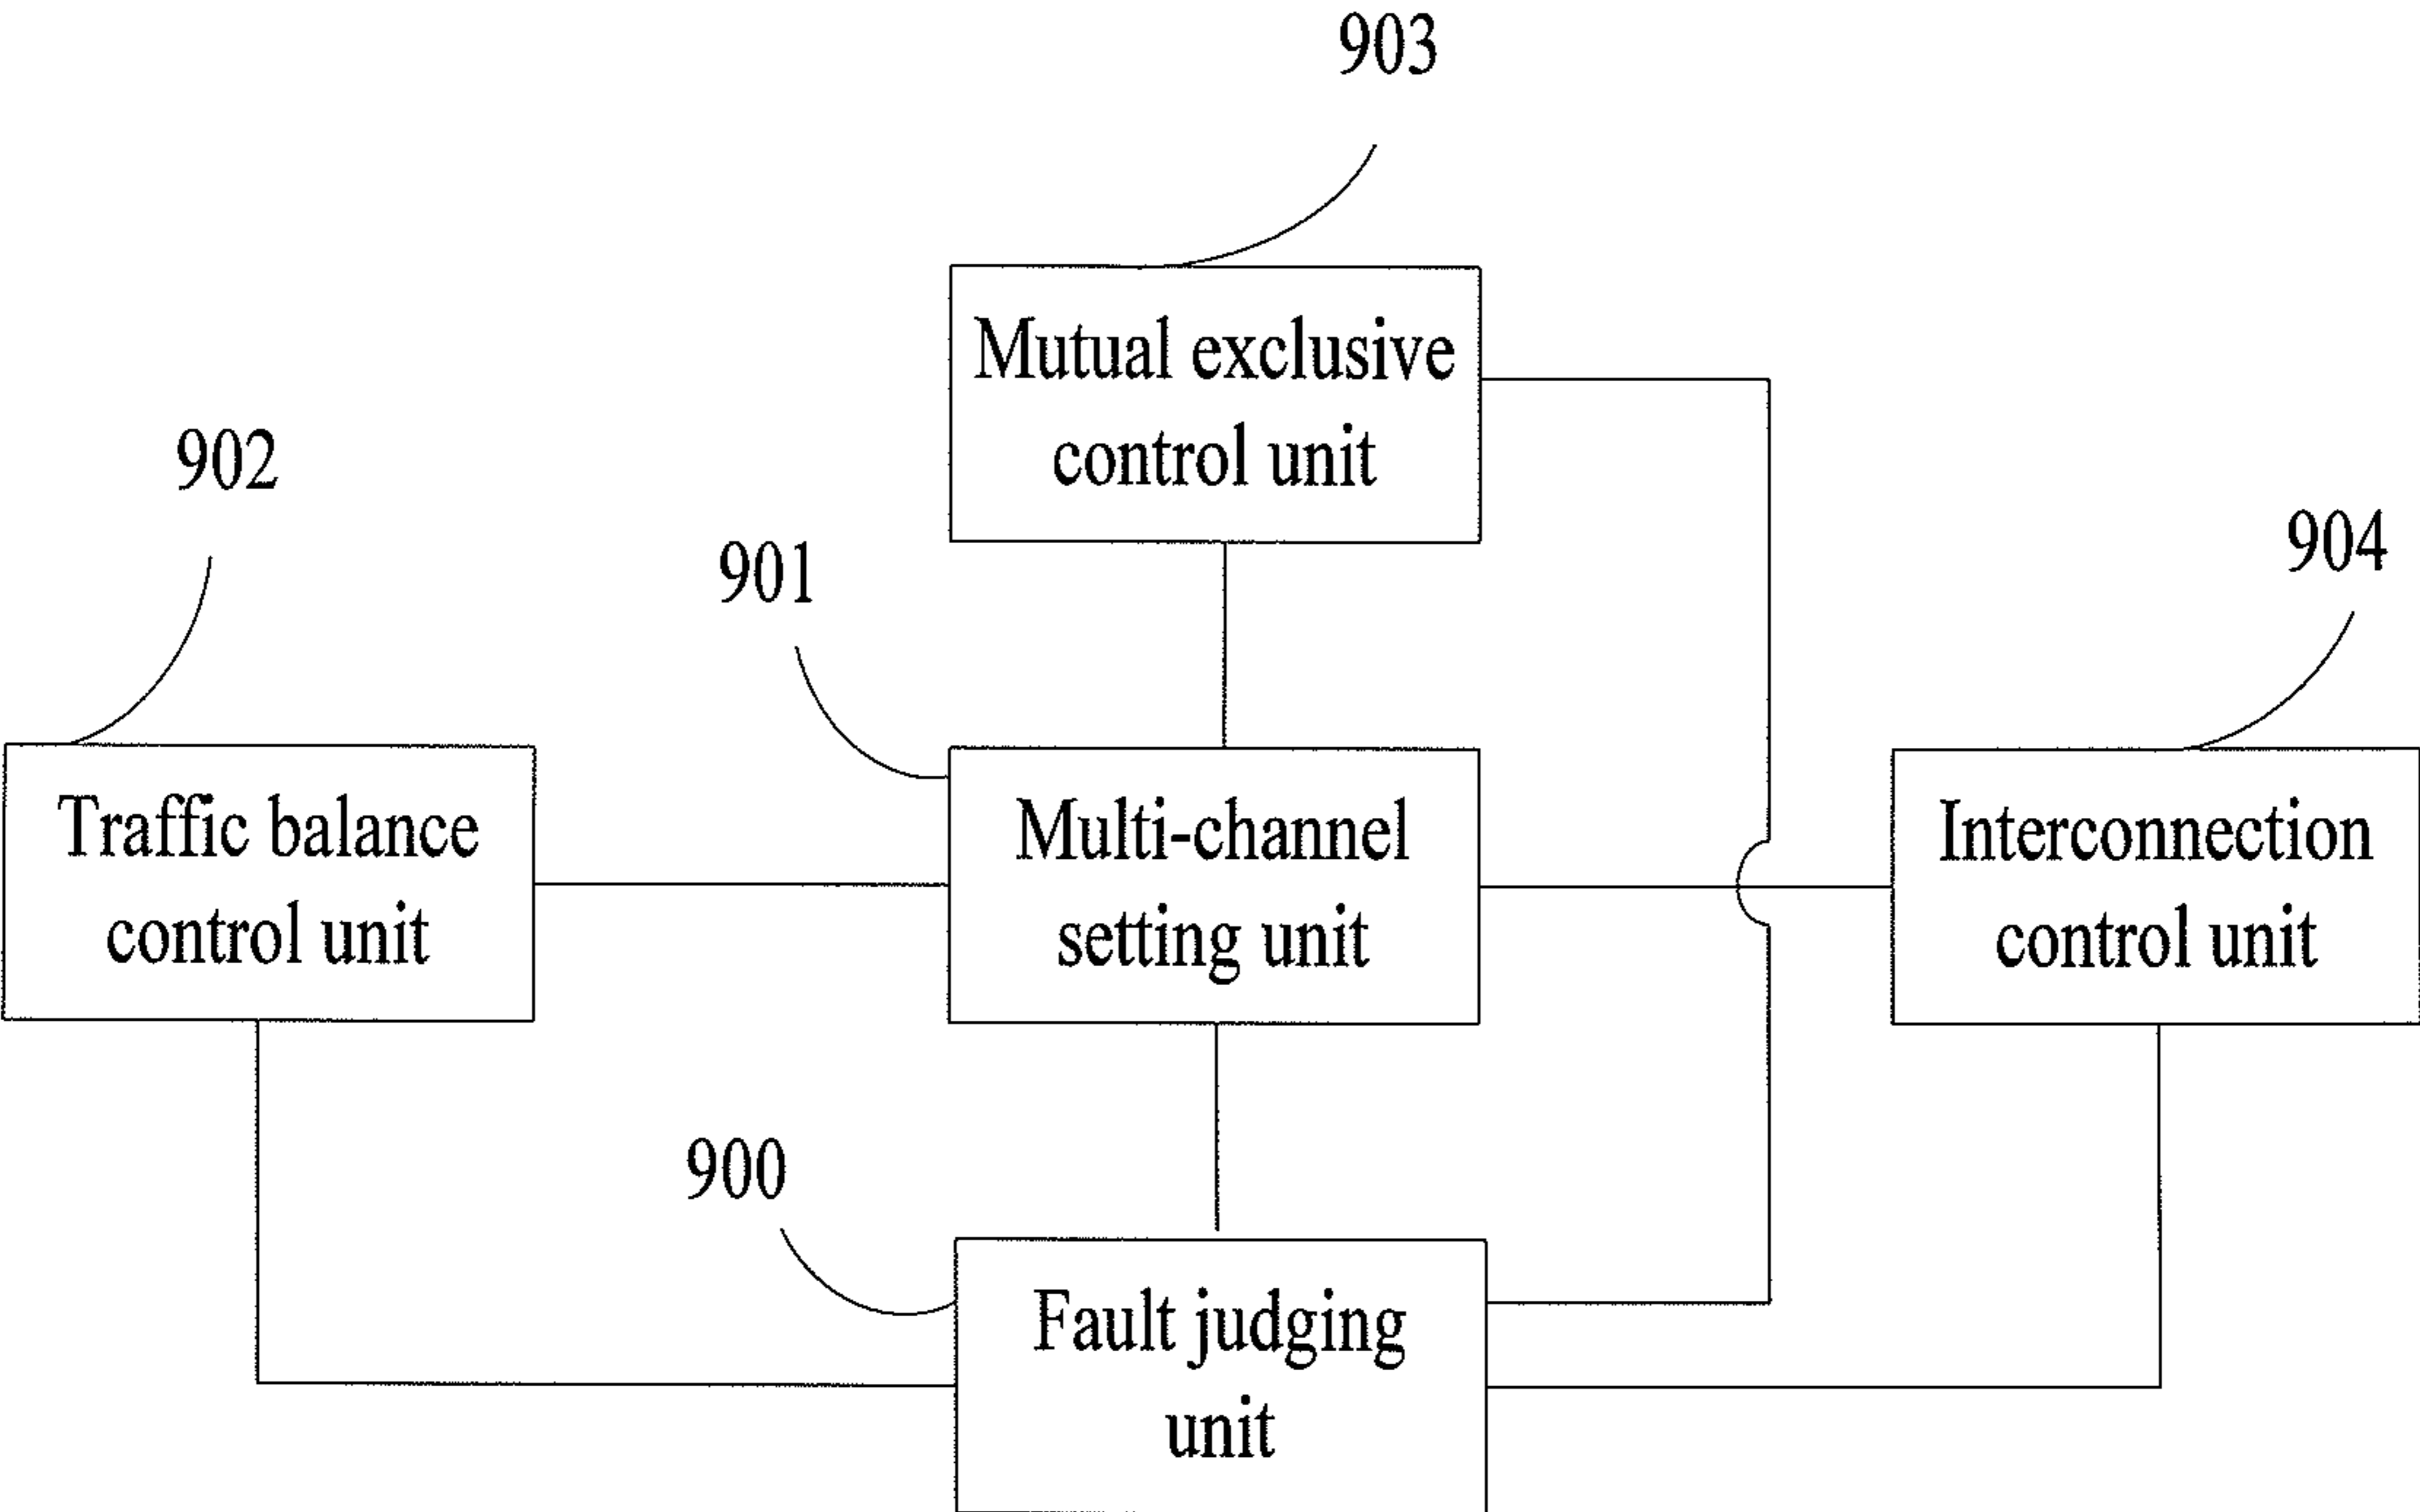 903
Mutual exclusive
control unit
902
901
904
Traffic balance
control unit
Multi-channel
setting unit
Interconnection
control unit
900
Fault judging
unit